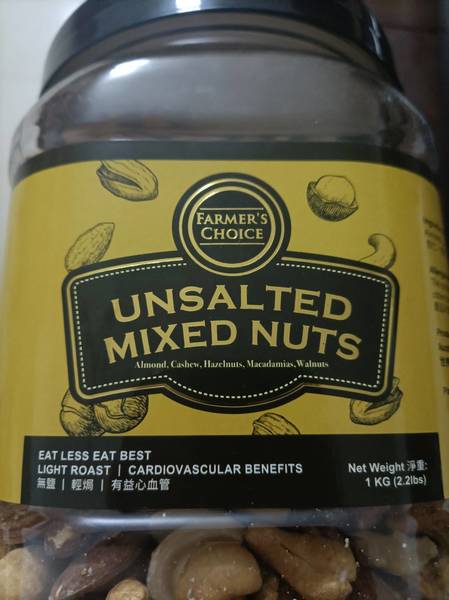 FARMER'S
CHOICE
UNSALTED
MIXED NUTS
Almond, Cashew, Hazelnuts, Macadamias,Walnuts
EAT LESS EAT BEST
LIGHT ROAST | CARDIOVASCULAR BENEFITS
無鹽 | 輕焗 | 有益心血管
Net Weight 淨重:
1 KG (2.2lbs)